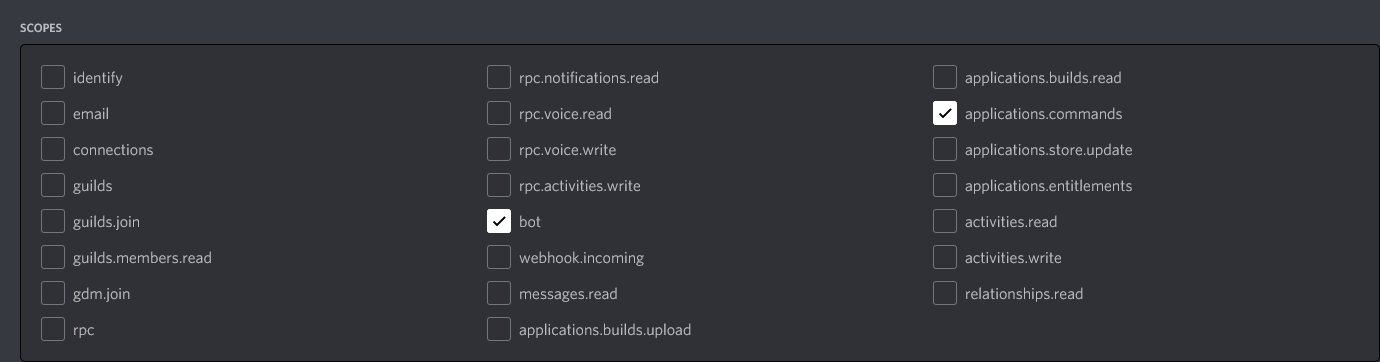 SCOPES
identify
email
connections
guilds
guilds.join
guilds.members.read
gdm.join
rpc
rpc.notifications.read
rpc.voice.read
rpc.voice.write
rpc.activities.write
bot
webhook.incoming
messages.read
applications.builds.upload
applications.builds.read
applications.commands
applications.store.update
applications.entitlements
activities.read
activities.write
relationships.read